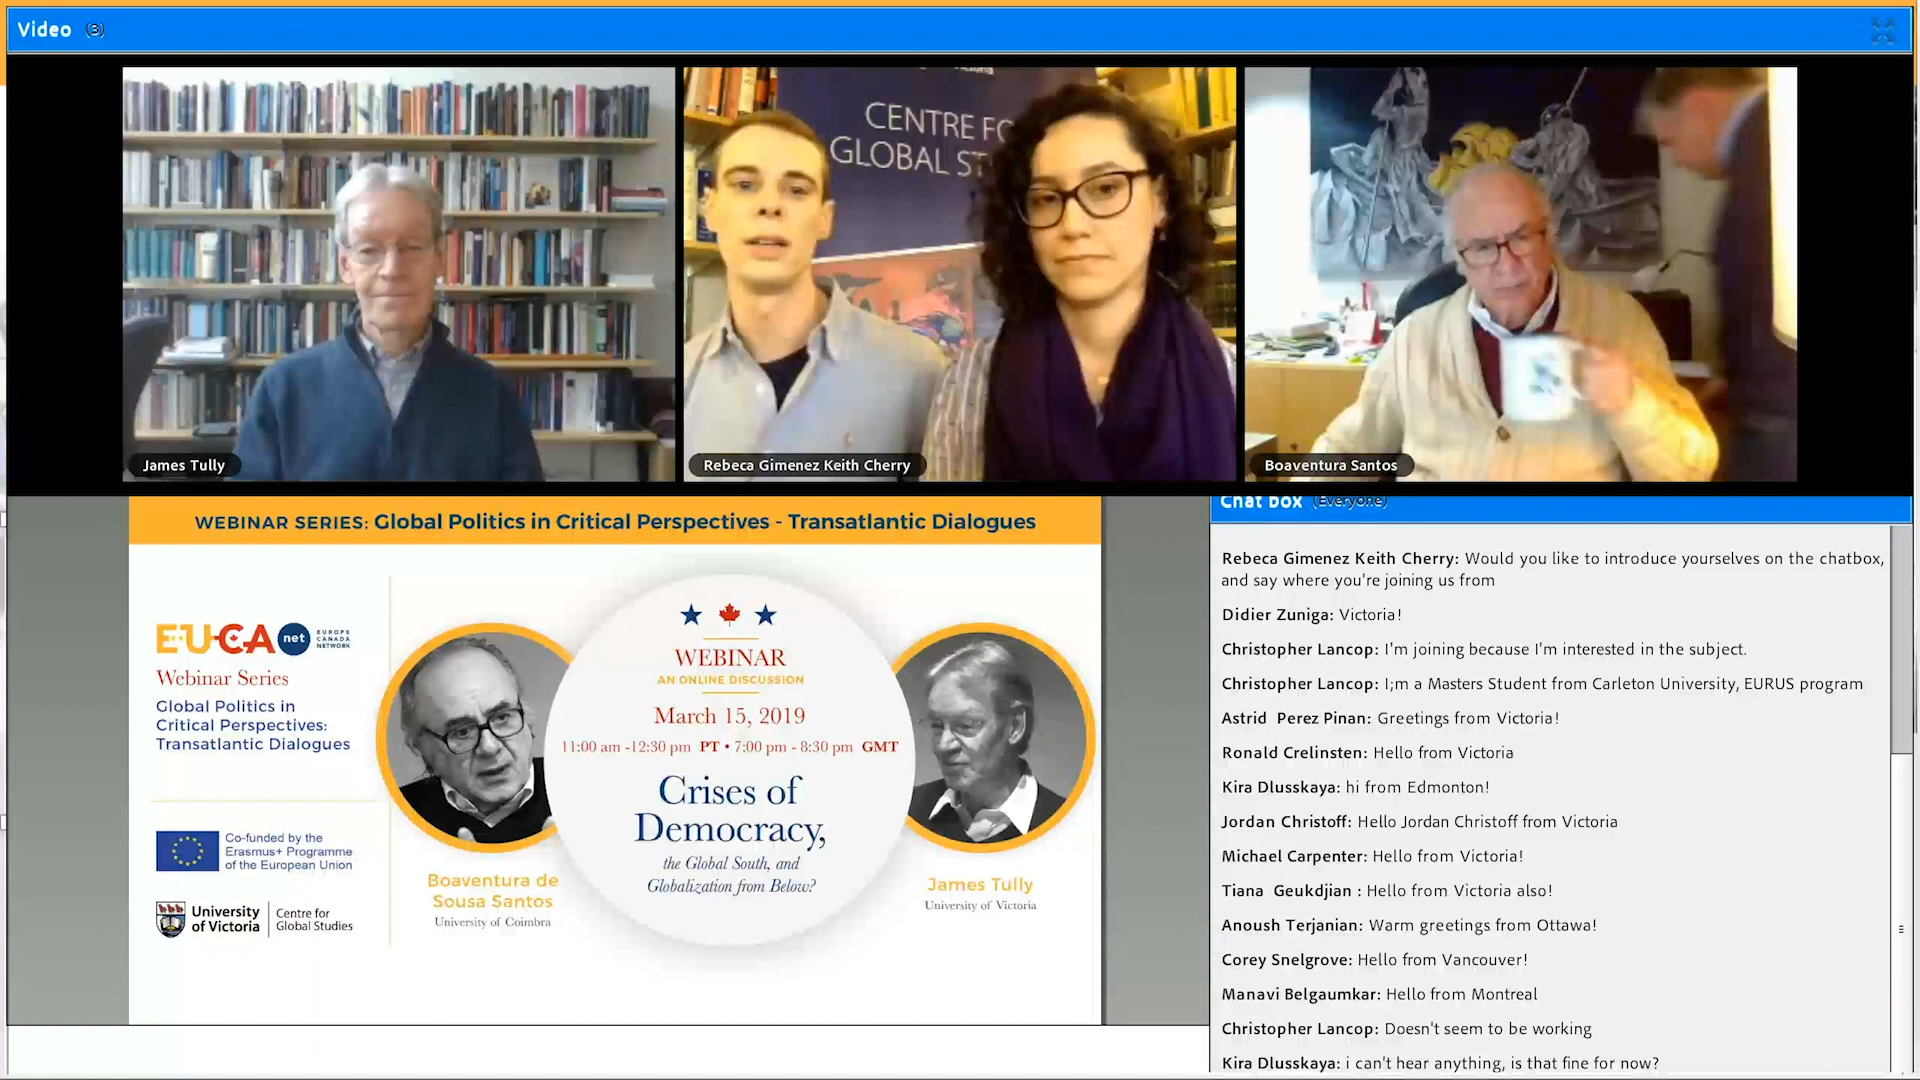 Video (3)
CENTRE FO
GLOBAL ST
James Tully
Rebeca Gimenez Keith Cherry
Boaventura Santos
WEBINAR SERIES: Global Politics in Critical Perspectives - Transatlantic Dialogues
EUCA net EUROPE
CANADA
NETWORK
Webinar Series
Global Politics in
Critical Perspectives:
Transatlantic Dialogues
Co-funded by the
Erasmus+ Programme
of the European Union
University
of Victoria
Centre for
Global Studies
Boaventura de
Sousa Santos
University of Coimbra
WEBINAR
AN ONLINE DISCUSSION
March 15, 2019
11:00 am -12:30 pm PT • 7:00 pm - 8:30 pm GMT
Crises of
Democracy,
the Global South, and
Globalization from Below?
James Tully
University of Victoria
Chat box (Everyone)
Rebeca Gimenez Keith Cherry: Would you like to introduce yourselves on the chatbox,
and say where you're joining us from
Didier Zuniga: Victoria!
Christopher Lancop: I'm joining because I'm interested in the subject.
Christopher Lancop: I;m a Masters Student from Carleton University, EURUS program
Astrid Perez Pinan: Greetings from Victoria!
Ronald Crelinsten: Hello from Victoria
Kira Dlusskaya: hi from Edmonton!
Jordan Christoff: Hello Jordan Christoff from Victoria
Michael Carpenter: Hello from Victoria!
Tiana Geukdjian : Hello from Victoria also!
Anoush Terjanian: Warm greetings from Ottawa!
Corey Snelgrove: Hello from Vancouver!
Manavi Belgaumkar: Hello from Montreal
Christopher Lancop: Doesn't seem to be working
Kira Dlusskaya: i can't hear anything, is that fine for now?